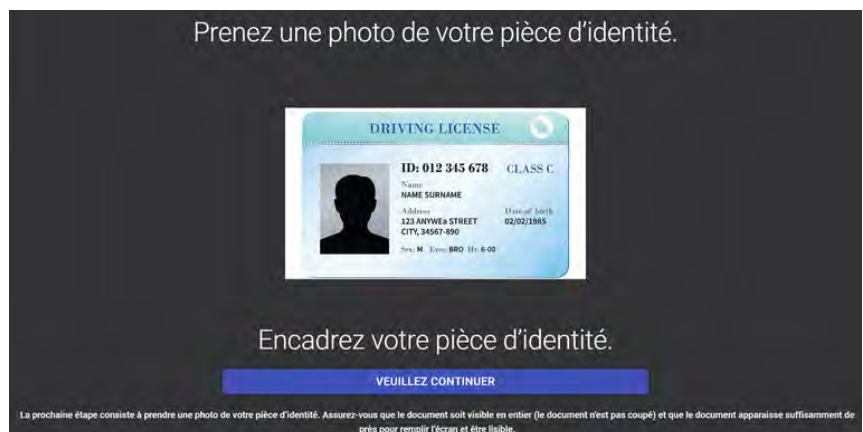 Prenez une photo de votre pièce d'identité.
DRIVING LICENSE
ID: 012 345 678 CLASS C
Name
NAME SURNAME
Address Date of birth
123 ANYWEa STREET 02/02/1985
CITY, 34567-890
Sex: M Eyes: BRO Ht: 6-00
Encadrez votre pièce d'identité.
VEUILLEZ CONTINUER
La prochaine étape consiste à prendre une photo de votre pièce d'identité. Assurez-vous que le document soit visible en entier (le document n'est pas coupé) et que le document apparaisse suffisamment de
près pour remplir l'écran et être lisible.